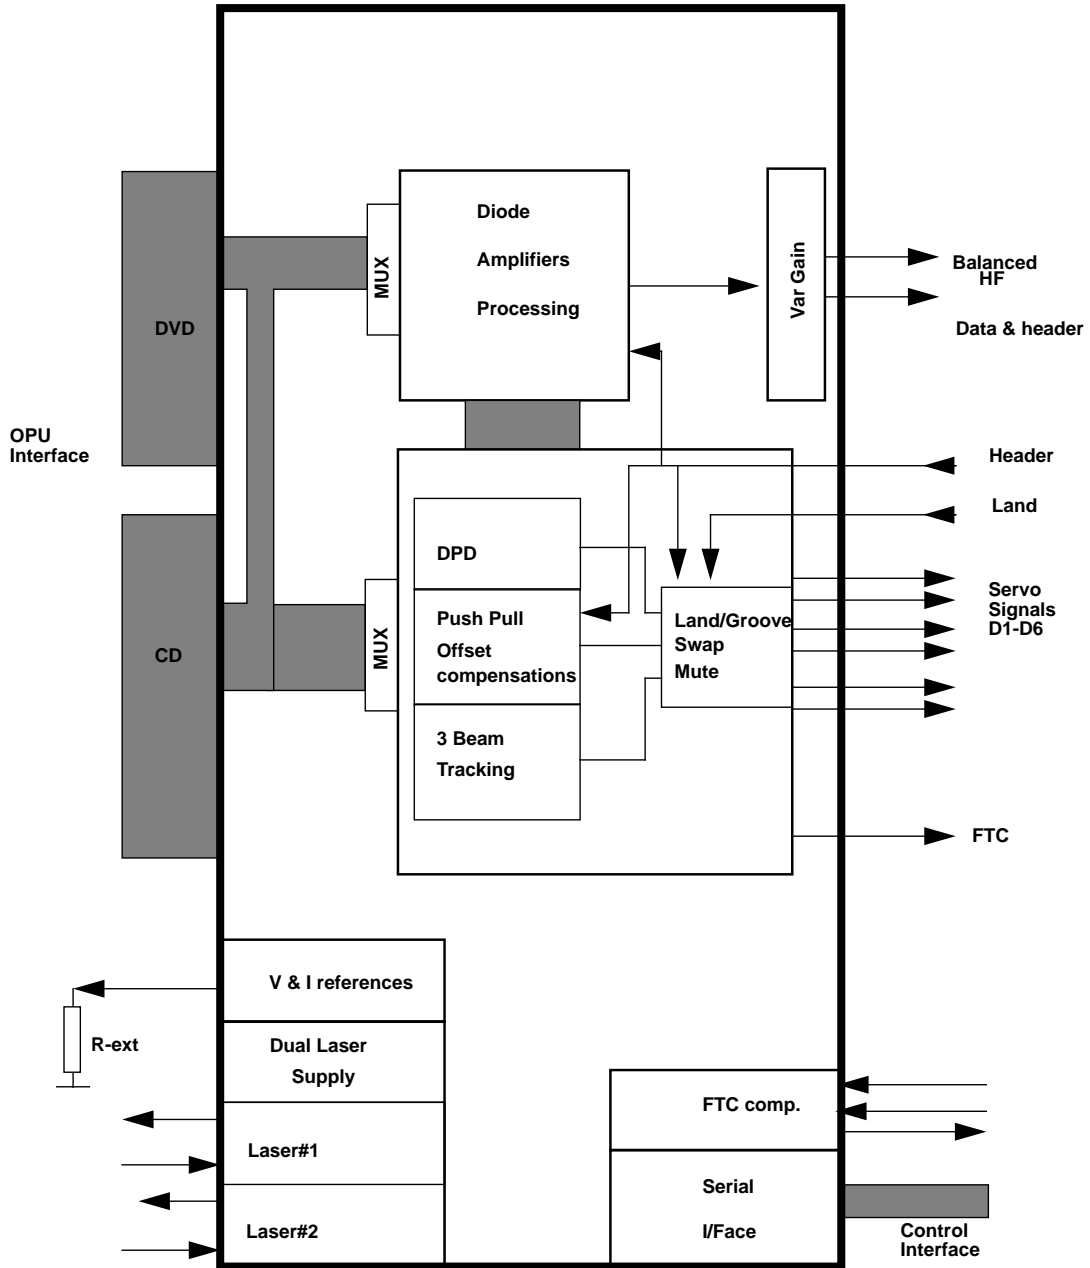 Diode
Amplifiers
Processing
MUX
Var Gain
Balanced
HF
Data & header
DVD
OPU
Interface
Header
Land
DPD
Push Pull
Offset
compensations
3 Beam
Tracking
MUX
Land/Groove
Swap
Mute
Servo
Signals
D1-D6
CD
FTC
V & I references
R-ext
Dual Laser
Supply
Laser#1
Laser#2
FTC comp.
Serial
I/Face
Control
Interface